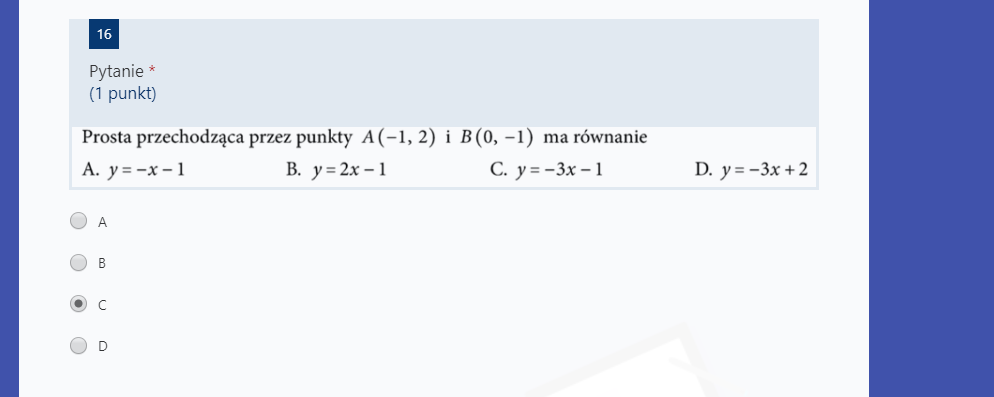 16
Pytanie *
(1 punkt)
Prosta przechodząca przez punkty A(−1, 2) i B(0, −1) ma równanie
A. y = −x − 1 B. y = 2x − 1 C. y = −3x − 1 D. y = −3x + 2
A
B
C
D